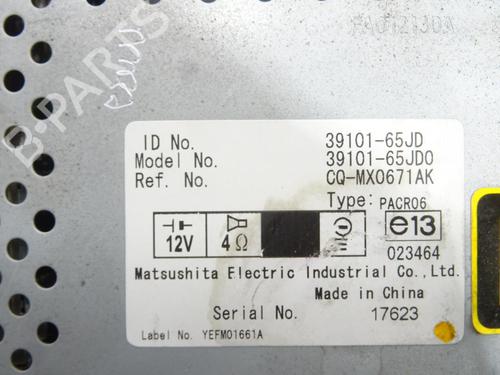 B-PARTS
ID No. 39101-65JD
Model No. 39101-65JD0
Ref. No. CQ-MX0671AK
Type: PACR06
12V 4Ω e13
023464
Matsushita Electric Industrial Co., Ltd.
Made in China
Serial No. 17623
Label No. YEFM01661A